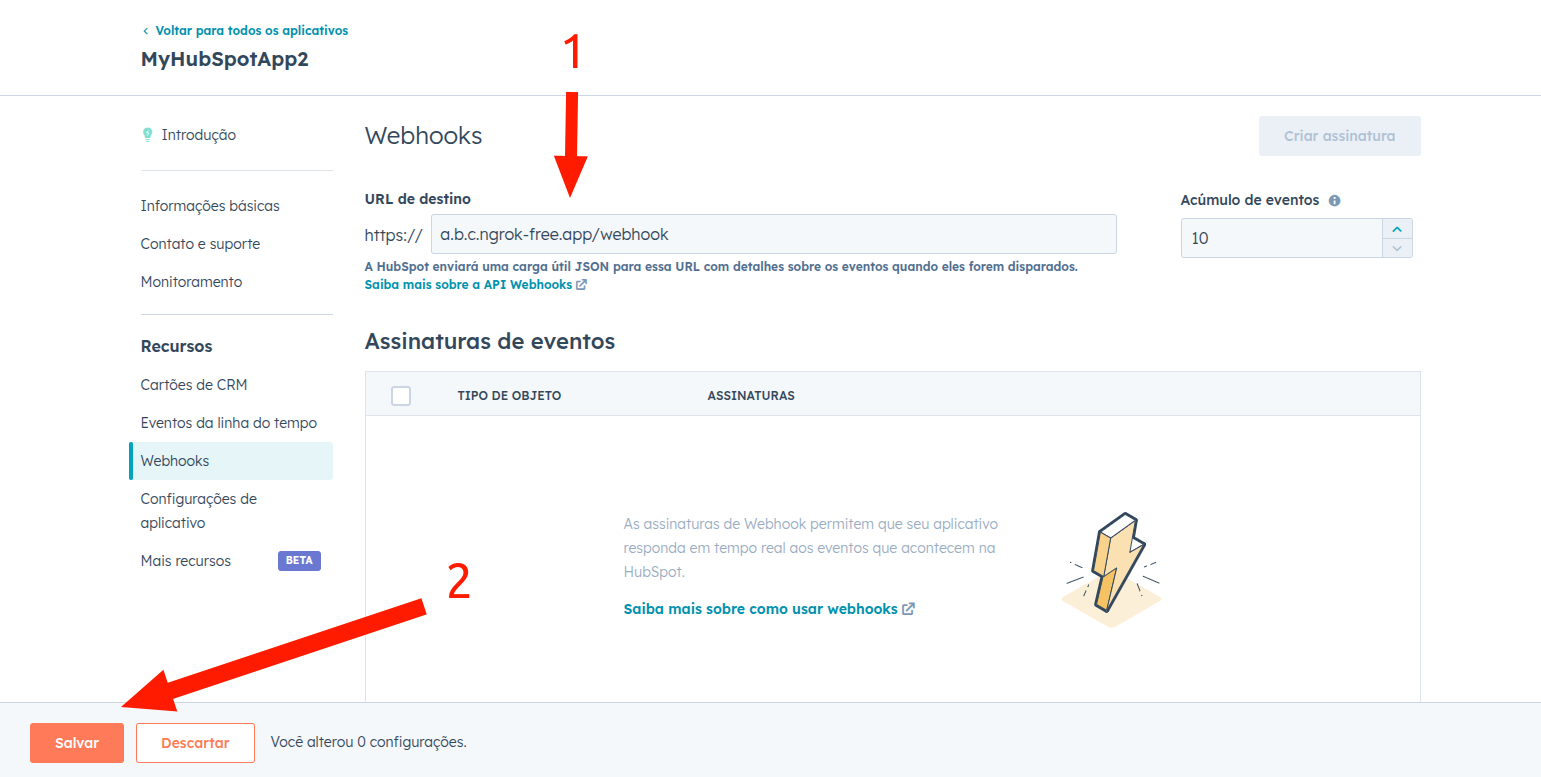 ‹ Voltar para todos os aplicativos
MyHubSpotApp2
1
Introdução
Informações básicas
Contato e suporte
Monitoramento
Recursos
Cartões de CRM
Eventos da linha do tempo
Webhooks
Configurações de
aplicativo
Mais recursos BETA
Webhooks
Criar assinatura
URL de destino
https:// a.b.c.ngrok-free.app/webhook
A HubSpot enviará uma carga útil JSON para essa URL com detalhes sobre os eventos quando eles forem disparados.
Saiba mais sobre a API Webhooks
Acúmulo de eventos
10
Assinaturas de eventos
TIPO DE OBJETO ASSINATURAS
As assinaturas de Webhook permitem que seu aplicativo
responda em tempo real aos eventos que acontecem na
HubSpot.
Saiba mais sobre como usar webhooks
2
Salvar Descartar Você alterou 0 configurações.